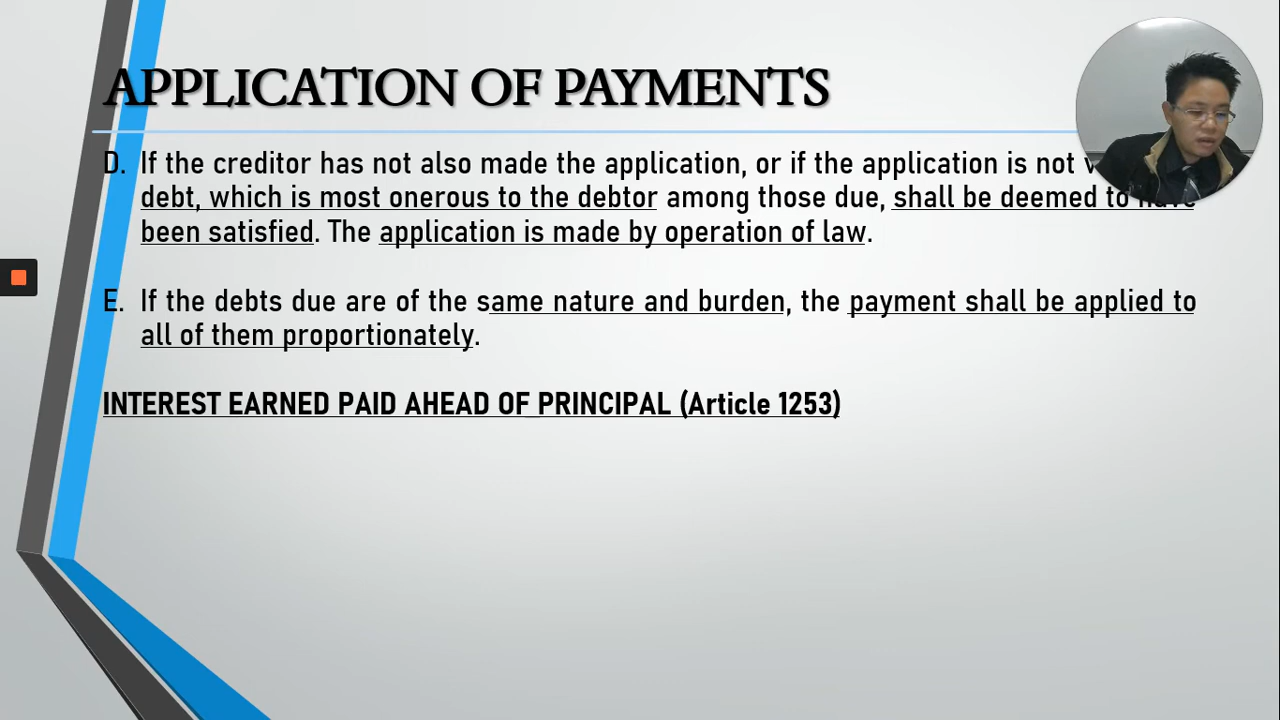 APPLICATION OF PAYMENTS
D. If the creditor has not also made the application, or if the application is not
debt, which is most onerous to the debtor among those due, shall be deemed to have
been satisfied. The application is made by operation of law.
E. If the debts due are of the same nature and burden, the payment shall be applied to
all of them proportionately.
INTEREST EARNED PAID AHEAD OF PRINCIPAL (Article 1253)